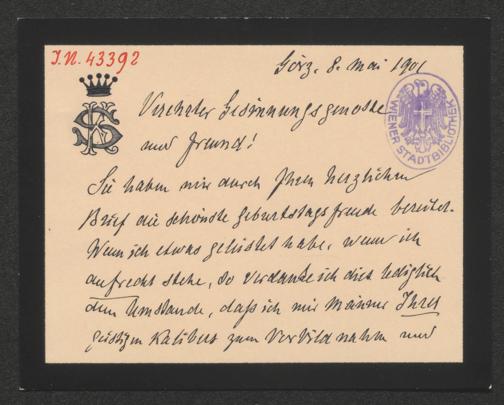 I.N. 43392
Görz, 8. Mai 1901
Verehrter Gesinnungsgenosse
und Freund!
Sie haben mir durch Ihren herzlichen
Brief die schönste Geburtstagsfreude bereitet.
Wenn ich etwas geleistet habe, wenn ich
aufrecht stehe, so verdanke ich dies lediglich
dem Umstande, daß ich mir Männer Ihres
geistigen Kalibers zum Vorbild nahm und
WIENER STADTBIBLIOTHEK